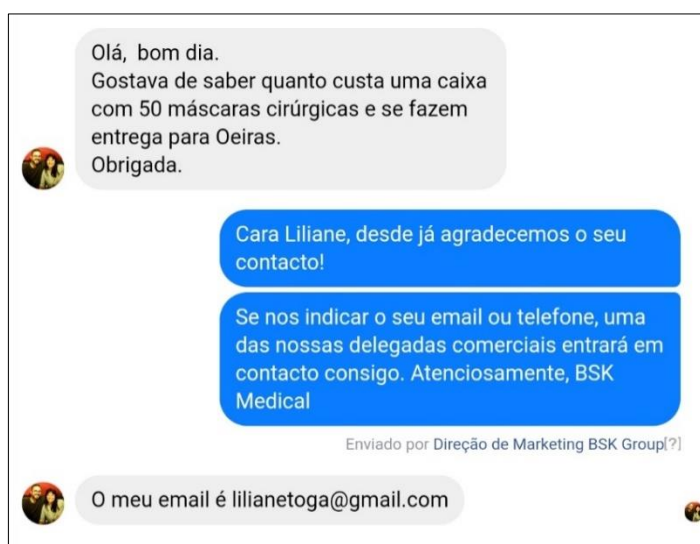 Olá, bom dia.
Gostava de saber quanto custa uma caixa
com 50 máscaras cirúrgicas e se fazem
entrega para Oeiras.
Obrigada.
Cara Liliane, desde já agradecemos o seu
contacto!
Se nos indicar o seu email ou telefone, uma
das nossas delegadas comerciais entrará em
contacto consigo. Atenciosamente, BSK
Medical
Enviado por Direção de Marketing BSK Group[?]
O meu email é lilianetoga@gmail.com